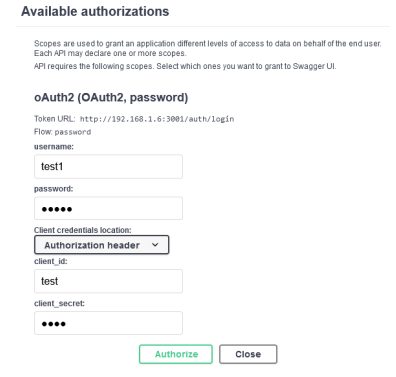 Available authorizations
Scopes are used to grant an application different levels of access to data on behalf of the end user.
Each API may declare one or more scopes.
API requires the following scopes. Select which ones you want to grant to Swagger UI.
oAuth2 (OAuth2, password)
Token URL: http://192.168.1.6:3001/auth/login
Flow: password
username:
test1
password:
•••••
Client credentials location:
Authorization header
client_id:
test
client_secret:
••••
Authorize Close